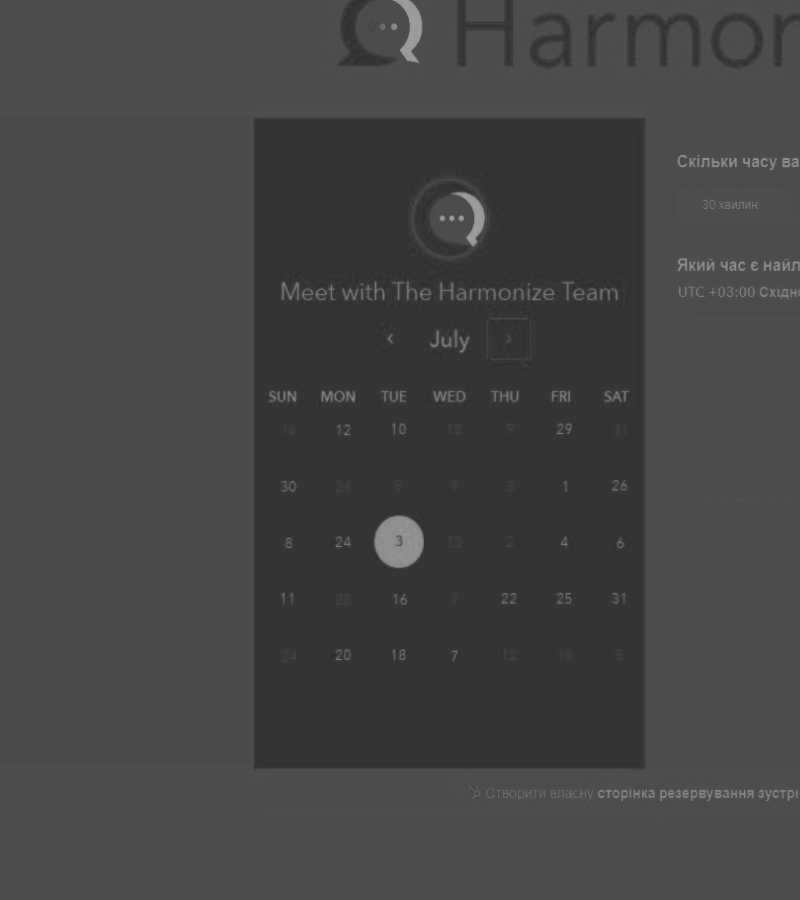 Harmon
Meet with The Harmonize Team
July
SUN MON TUE WED THU FRI SAT
16 12 10 12 9 29 31
30 26 5 7 3 1 26
8 24 3 13 2 4 6
11 28 16 22 25 31
24 20 18 7 12 19 5
Скільки часу ва
30 хвилин
Який час є найл
UTC +03:00 Східно
Створити власну сторінка резервування зустрі